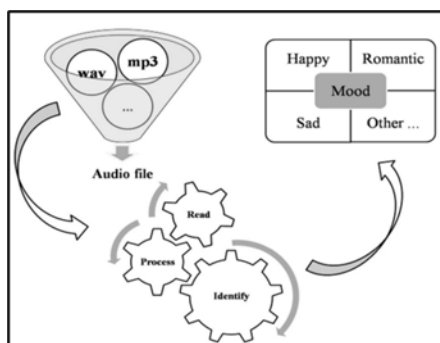 wav
mp3
...
Audio file
Read
Process
Identify
Happy
Romantic
Mood
Sad
Other ...